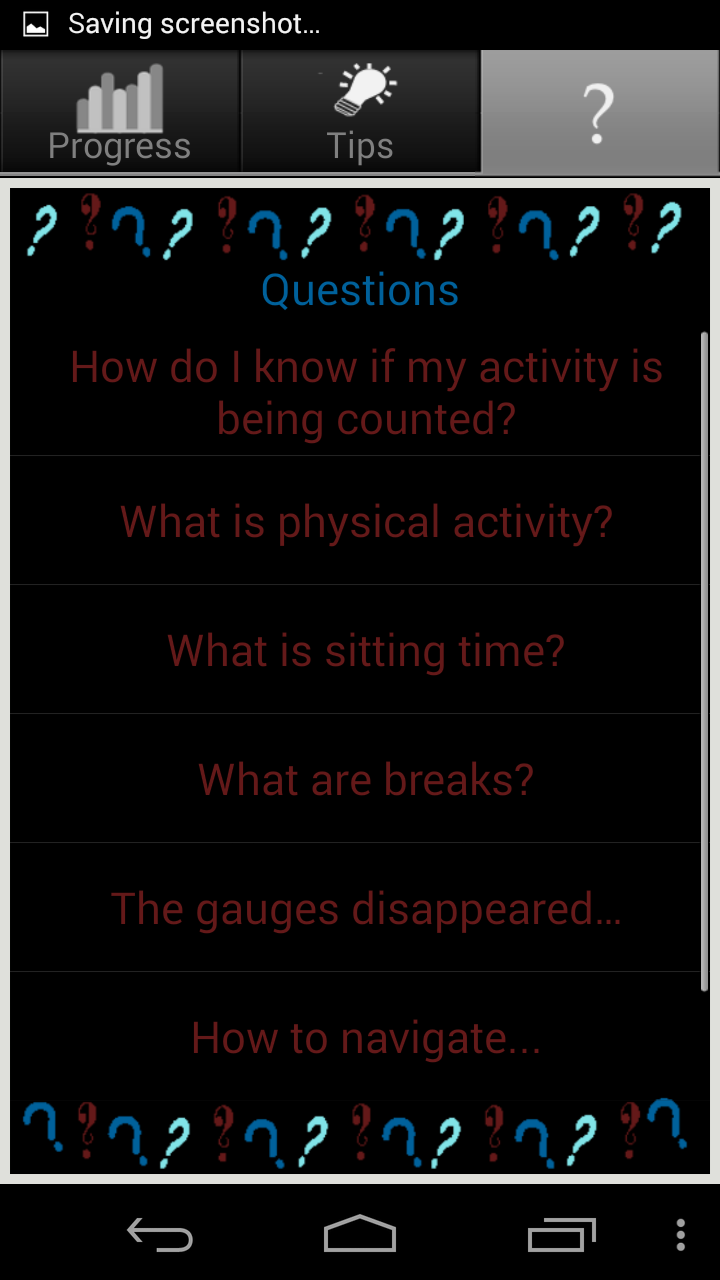 Saving screenshot...
Progress
Tips
?
Questions
How do I know if my activity is
being counted?
What is physical activity?
What is sitting time?
What are breaks?
The gauges disappeared...
How to navigate...